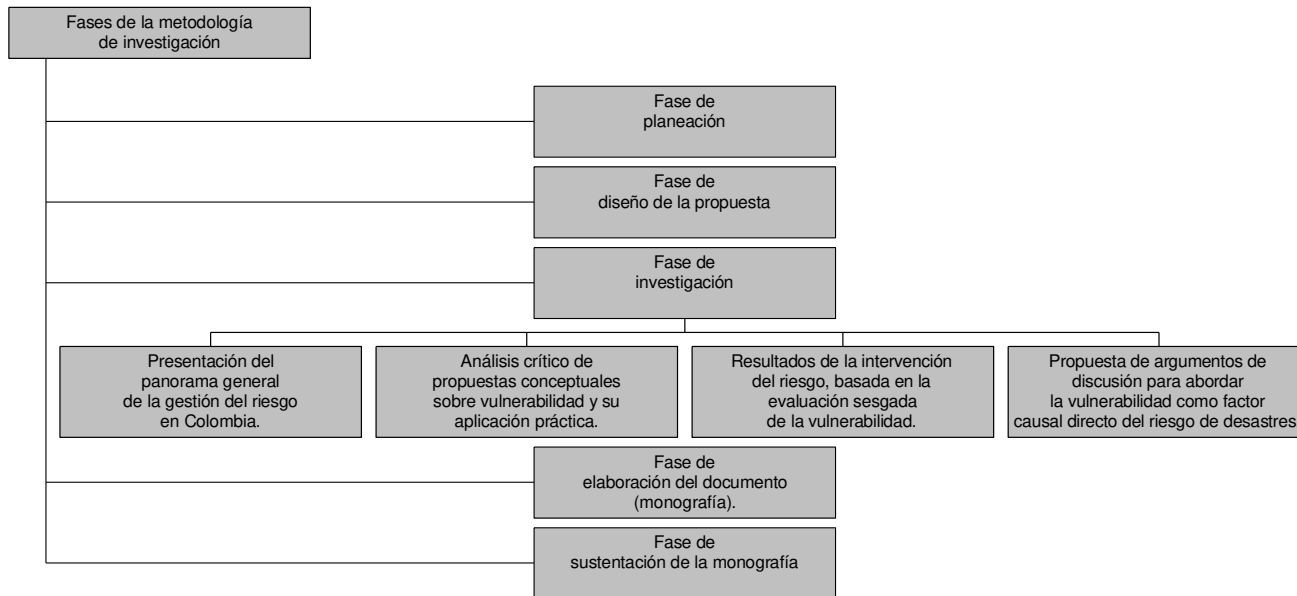 Fases de la metodología
de investigación
Fase de
planeación
Fase de
diseño de la propuesta
Fase de
investigación
Presentación del
panorama general
de la gestión del riesgo
en Colombia.
Análisis crítico de
propuestas conceptuales
sobre vulnerabilidad y su
aplicación práctica.
Resultados de la intervención
del riesgo, basada en la
evaluación sesgada
de la vulnerabilidad.
Propuesta de argumentos de
discusión para abordar
la vulnerabilidad como factor
causal directo del riesgo de desastres
Fase de
elaboración del documento
(monografía).
Fase de
sustentación de la monografía